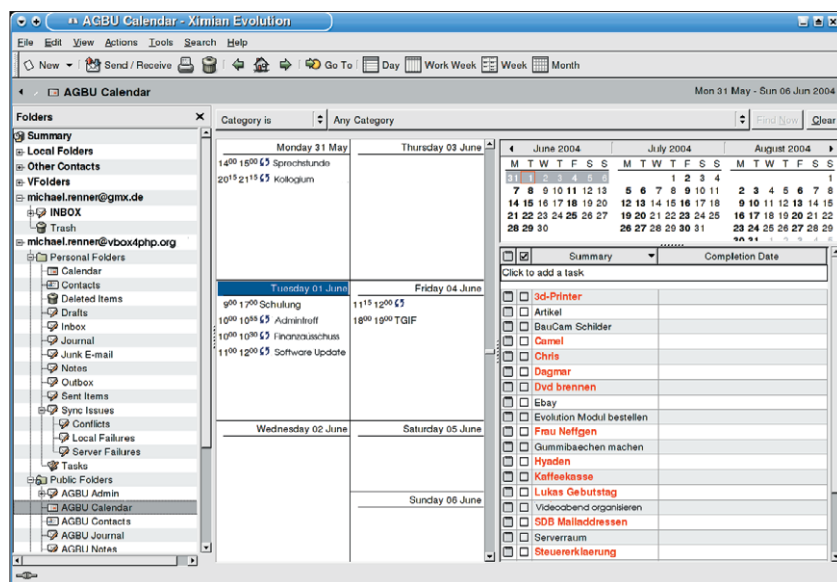 AGBU Calendar - Ximian Evolution
File Edit View Actions Tools Search Help
New Send / Receive Go To Day Work Week Week Month
AGBU Calendar
Mon 31 May - Sun 06 Jun 2004
Folders
Summary
Local Folders
Other Contacts
VFolders
michael.renner@gmx.de
INBOX
Trash
michael.renner@vbox4php.org
Personal Folders
Calendar
Contacts
Deleted Items
Drafts
Inbox
Journal
Junk E-mail
Notes
Outbox
Sent Items
Sync Issues
Conflicts
Local Failures
Server Failures
Tasks
Public Folders
AGBU Admin
AGBU Calendar
AGBU Contacts
AGBU Journal
AGBU Notes
Category is Any Category Find Now Clear
Monday 31 May
14⁰⁰ 15⁰⁰ Sprechstunde
20¹⁵ 21¹⁵ Kollogium
Tuesday 01 June
9⁰⁰ 17⁰⁰ Schulung
10⁰⁰ 10⁵⁵ Admintreff
10⁰⁰ 10³⁰ Finanzausschuss
11⁰⁰ 12⁰⁰ Software Update
Wednesday 02 June
Thursday 03 June
Friday 04 June
11¹⁵ 12⁰⁰
18⁰⁰ 19⁰⁰ TGIF
Saturday 05 June
Sunday 06 June
June 2004
M T W T F S S
31 1 2 3 4 5 6
7 8 9 10 11 12 13
14 15 16 17 18 19 20
21 22 23 24 25 26 27
28 29 30
July 2004
M T W T F S S
1 2 3 4
5 6 7 8 9 10 11
12 13 14 15 16 17 18
19 20 21 22 23 24 25
26 27 28 29 30 31
August 2004
M T W T F S S
1
2 3 4 5 6 7 8
9 10 11 12 13 14 15
16 17 18 19 20 21 22
23 24 25 26 27 28 29
30 31 1 2 3 4 5
Summary Completion Date
Click to add a task
3d-Printer
Artikel
BauCam Schilder
Camel
Chris
Dagmar
Dvd brennen
Ebay
Evolution Modul bestellen
Frau Neffgen
Gummibaechen machen
Hyaden
Kaffeekasse
Lukas Gebutstag
Videoabend organisieren
SDB Mailaddressen
Serverraum
Steuererklaerung